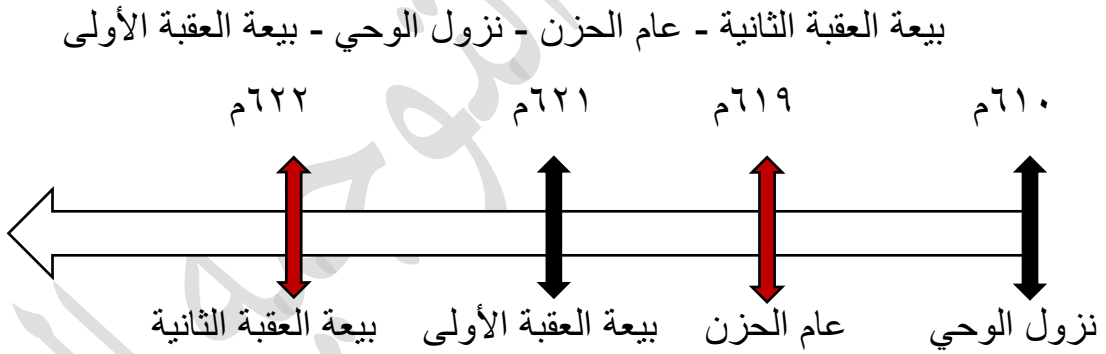 بيعة العقبة الثانية - عام الحزن - نزول الوحي - بيعة العقبة الأولى
٦١٠م ٦١٩م ٦٢١م ٦٢٢م
نزول الوحي عام الحزن بيعة العقبة الأولى بيعة العقبة الثانية